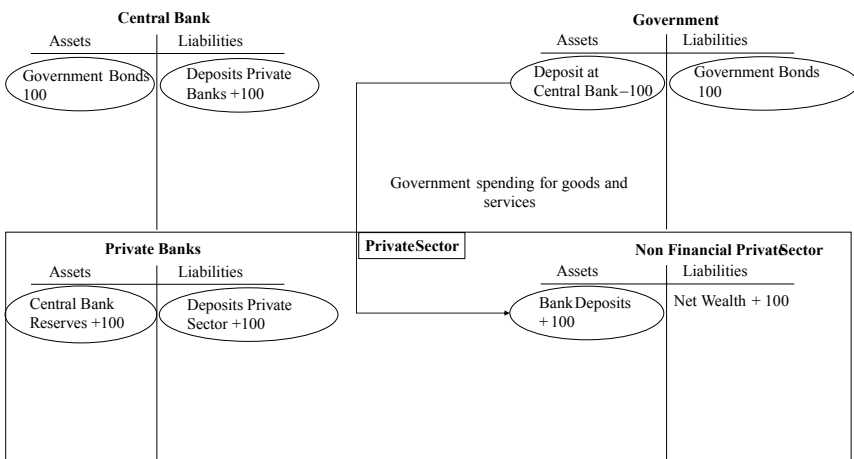 Central Bank
Assets Liabilities
Government Bonds
100
Deposits Private
Banks +100
Government
Assets Liabilities
Deposit at
Central Bank−100
Government Bonds
100
Government spending for goods and
services
PrivateSector
Private Banks
Assets Liabilities
Central Bank
Reserves +100
Deposits Private
Sector +100
Non Financial PrivateSector
Assets Liabilities
Bank Deposits
+ 100
Net Wealth + 100